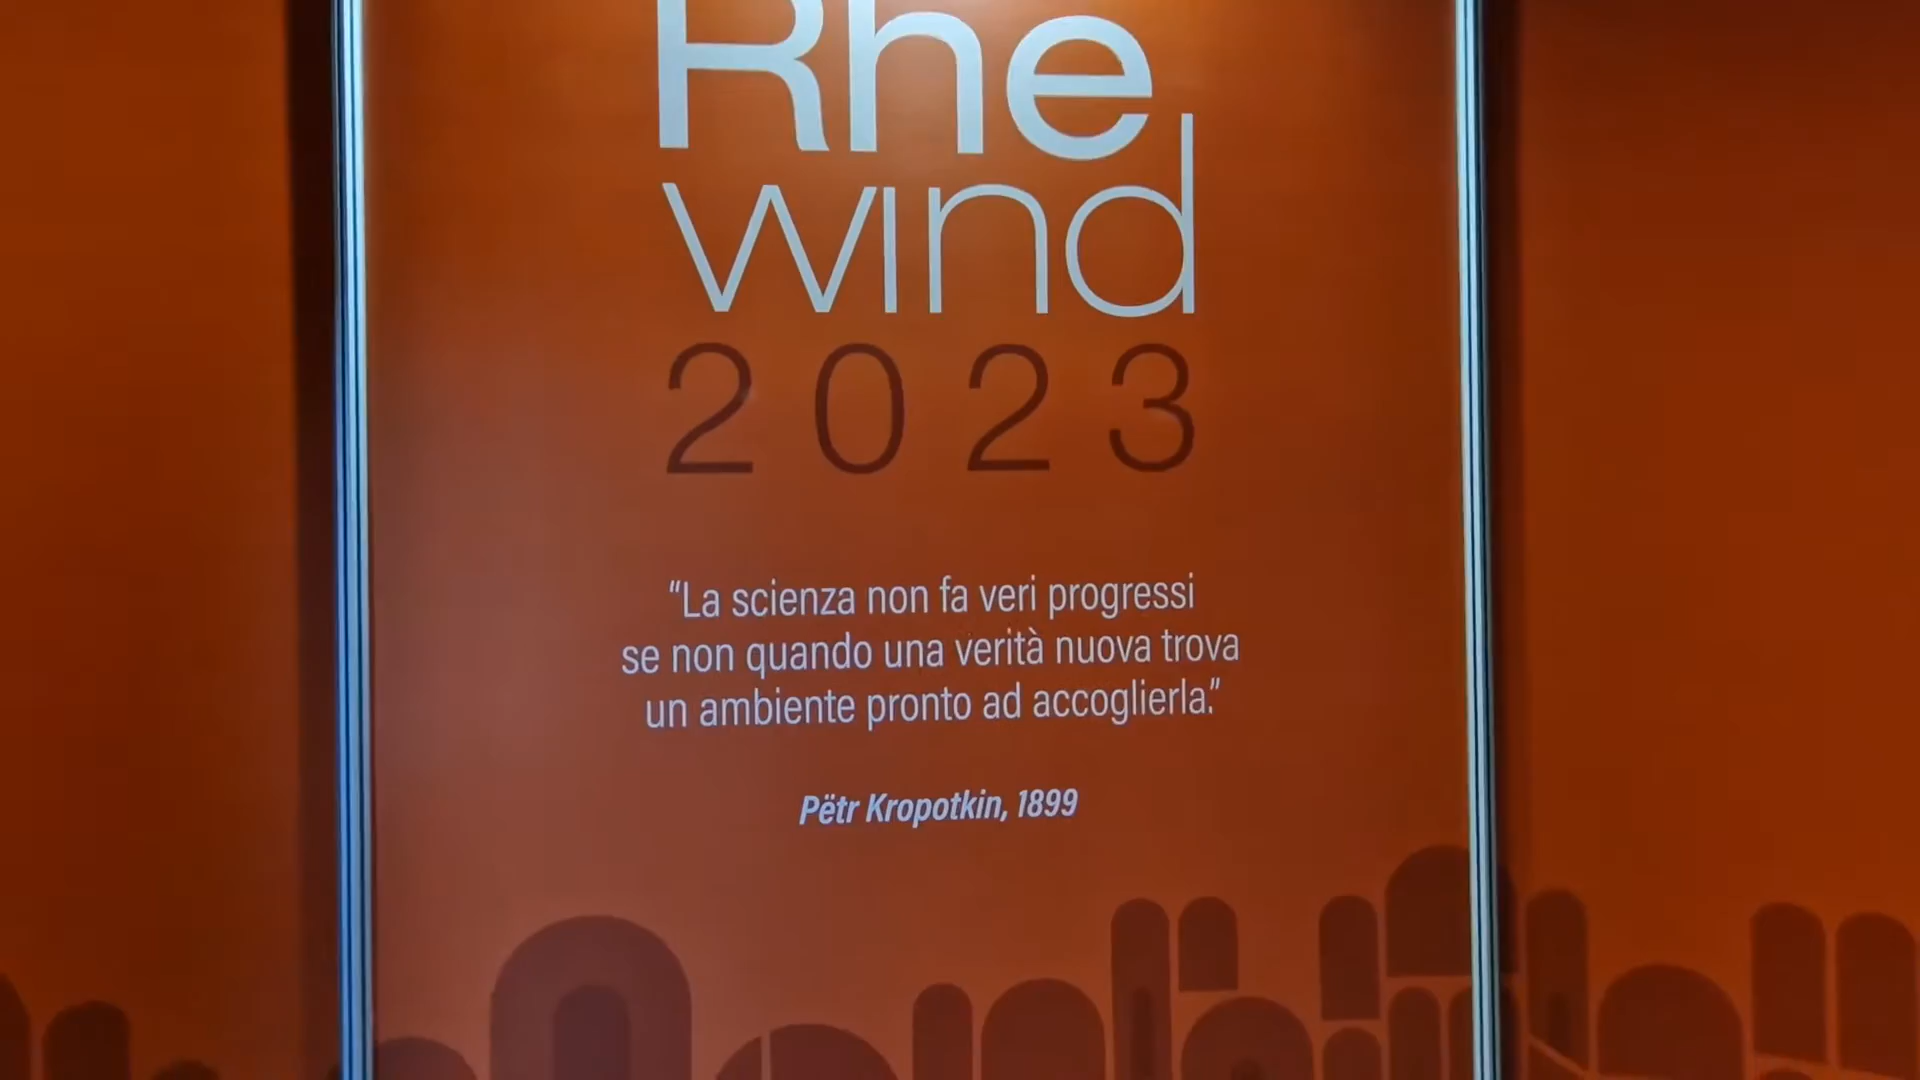 Rhe
wind
2023
“La scienza non fa veri progressi
se non quando una verità nuova trova
un ambiente pronto ad accoglierla.”
Pëtr Kropotkin, 1899